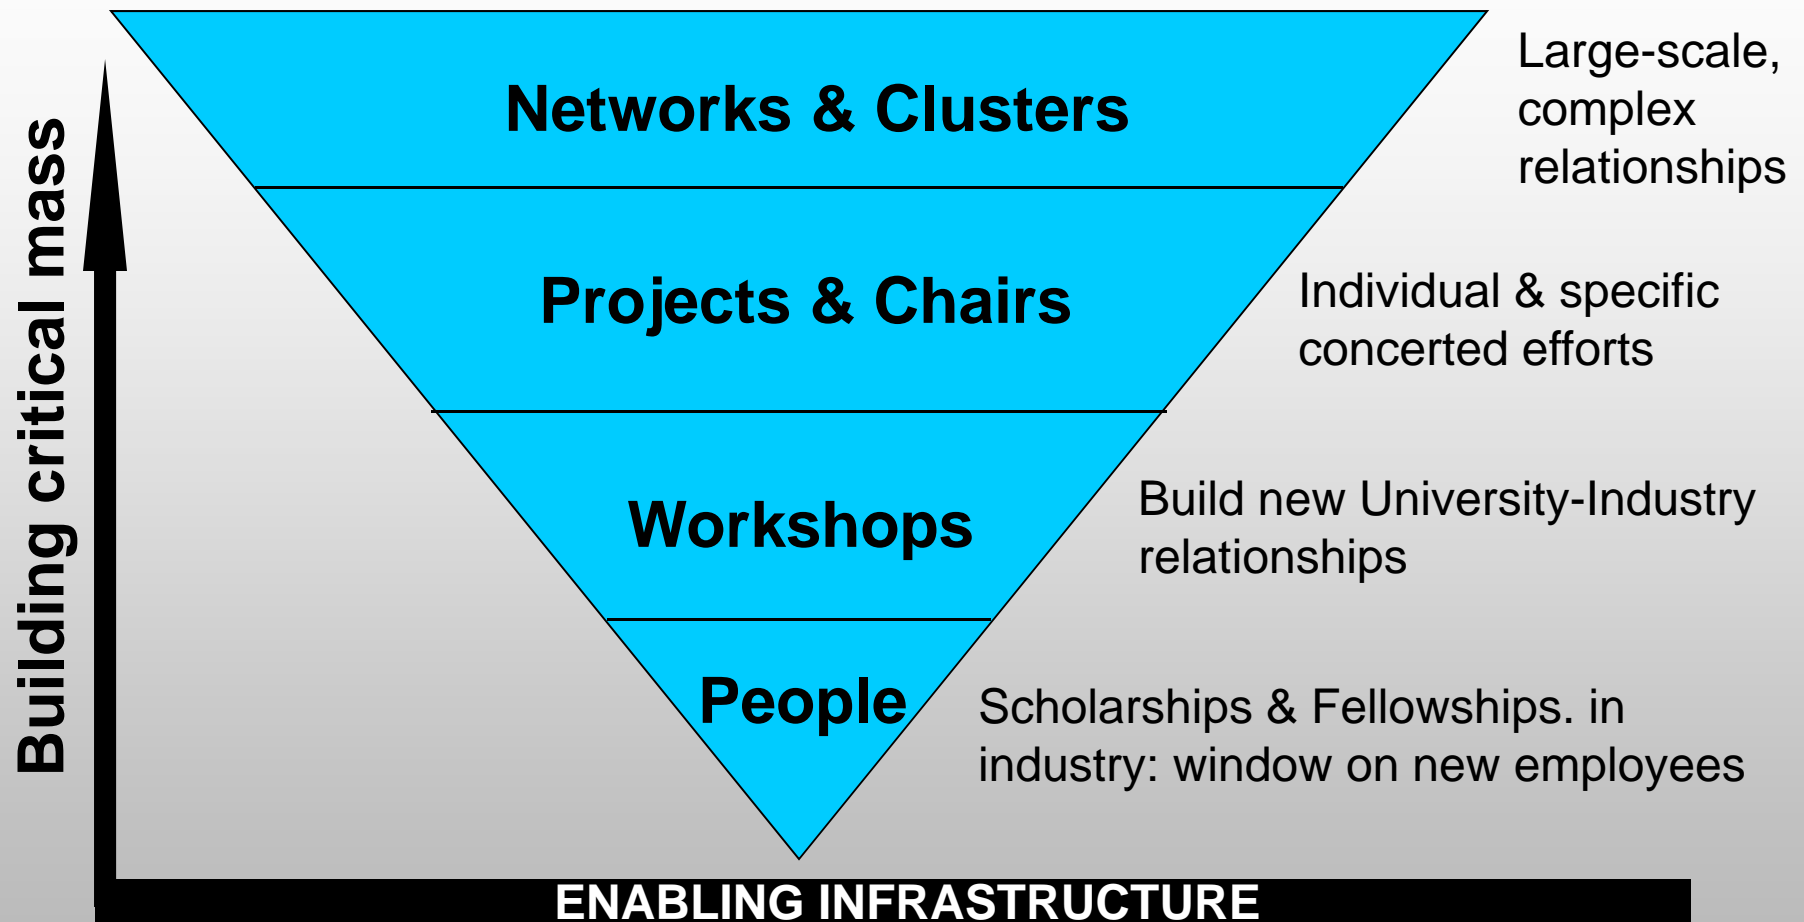 Building critical mass
Networks & Clusters
Large-scale,
complex
relationships
Projects & Chairs
Individual & specific
concerted efforts
Workshops
Build new University-Industry
relationships
People
Scholarships & Fellowships. in
industry: window on new employees
ENABLING INFRASTRUCTURE